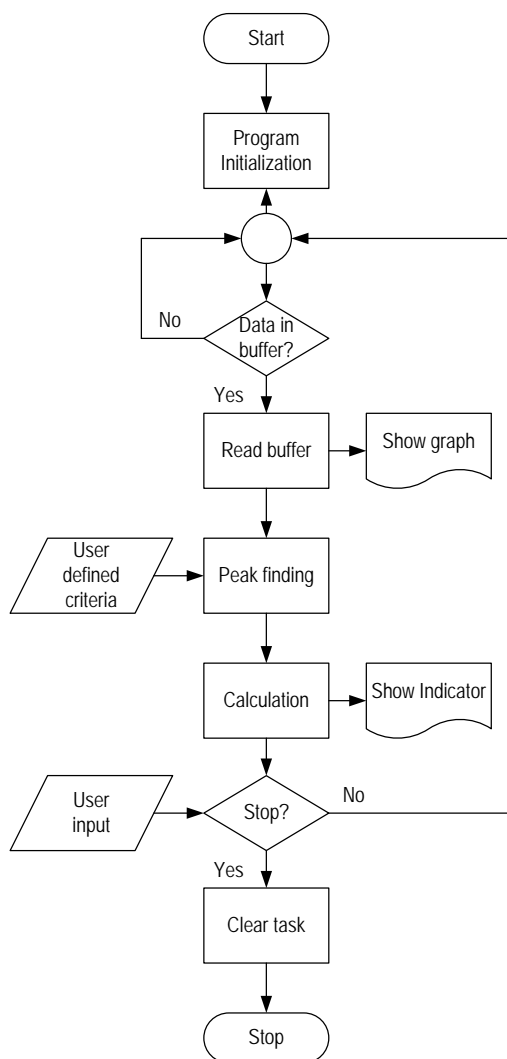 Start
Program
Initialization
No
Data in
buffer?
Yes
Read buffer
Show graph
User
defined
criteria
Peak finding
Calculation
Show Indicator
User
input
Stop?
No
Yes
Clear task
Stop